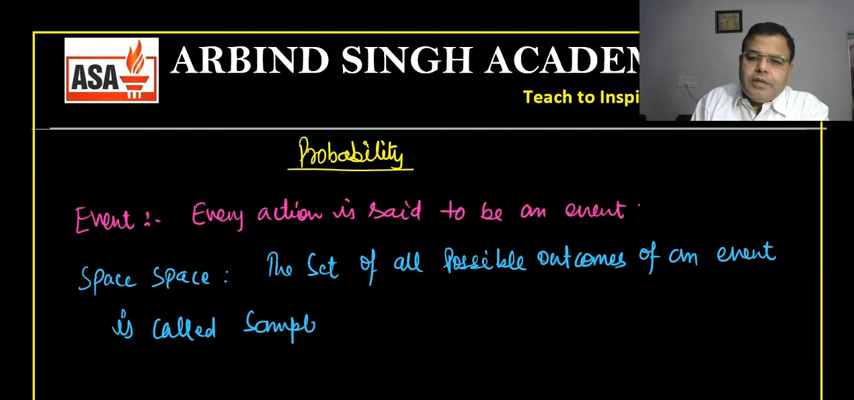 ASA
ARBIND SINGH ACADEM
Teach to Inspi
Probability
Event :- Every action is said to be an event
Space Space : The Set of all Possible Outcomes of an event
is called Sampl